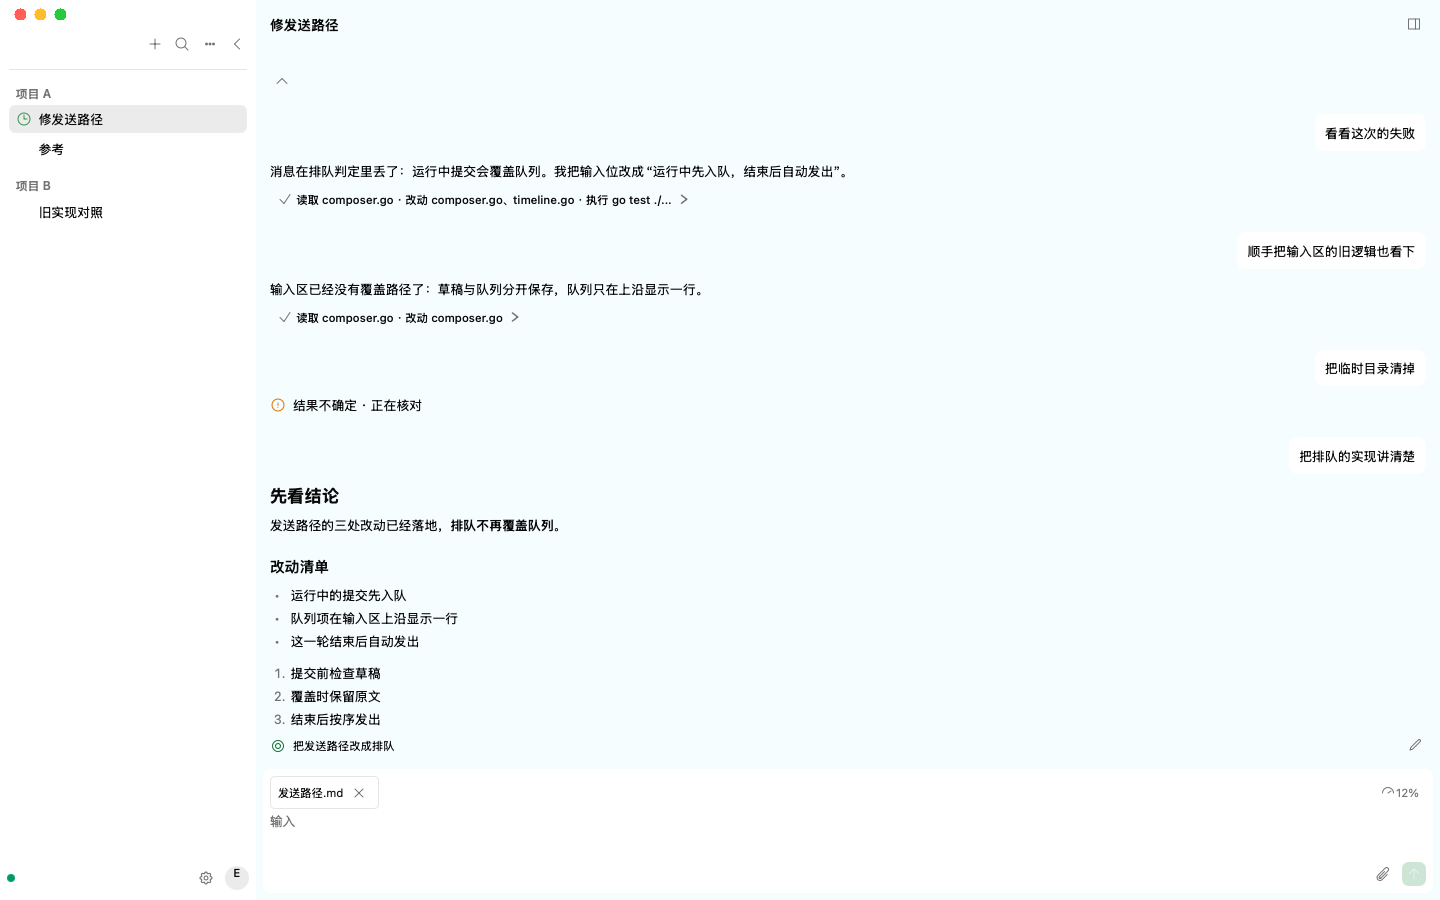 修发送路径
项目 A
修发送路径
参考
项目 B
旧实现对照
看看这次的失败
消息在排队判定里丢了：运行中提交会覆盖队列。我把输入位改成“运行中先入队，结束后自动发出”。
读取 composer.go · 改动 composer.go、timeline.go · 执行 go test ./...
顺手把输入区的旧逻辑也看下
输入区已经没有覆盖路径了：草稿与队列分开保存，队列只在上沿显示一行。
读取 composer.go · 改动 composer.go
把临时目录清掉
结果不确定 · 正在核对
把排队的实现讲清楚
先看结论
发送路径的三处改动已经落地，排队不再覆盖队列。
改动清单
• 运行中的提交先入队
• 队列项在输入区上沿显示一行
• 这一轮结束后自动发出
1. 提交前检查草稿
2. 覆盖时保留原文
3. 结束后按序发出
把发送路径改成排队
发送路径.md
12%
输入
E